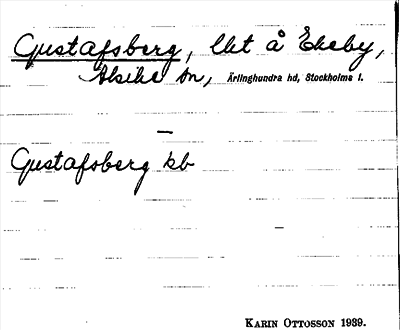 Gustafsberg, lht å Ekeby,
Alsike sn, Ärlinghundra hd, Stockholms l.
—
Gustafsberg kb
—
KARIN OTTOSSON 1939.